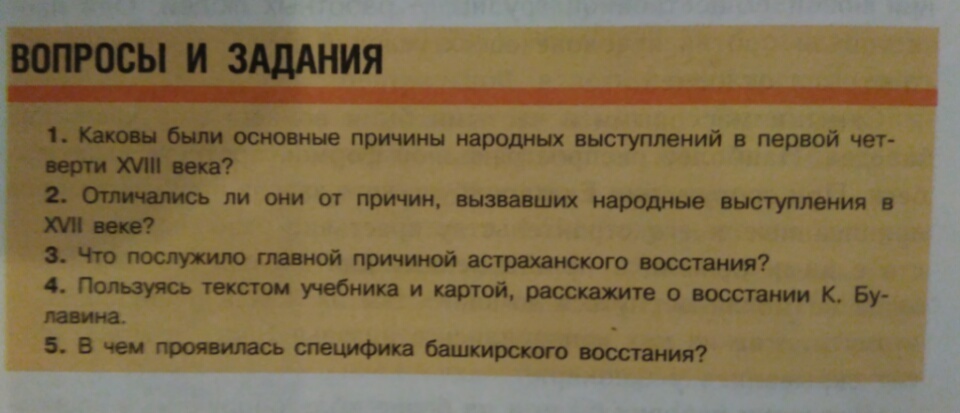 ВОПРОСЫ И ЗАДАНИЯ
1. Каковы были основные причины народных выступлений в первой чет-
верти XVIII века?
2. Отличались ли они от причин, вызвавших народные выступления в
XVII веке?
3. Что послужило главной причиной астраханского восстания?
4. Пользуясь текстом учебника и картой, расскажите о восстании К. Бу-
лавина.
5. В чем проявилась специфика башкирского восстания?